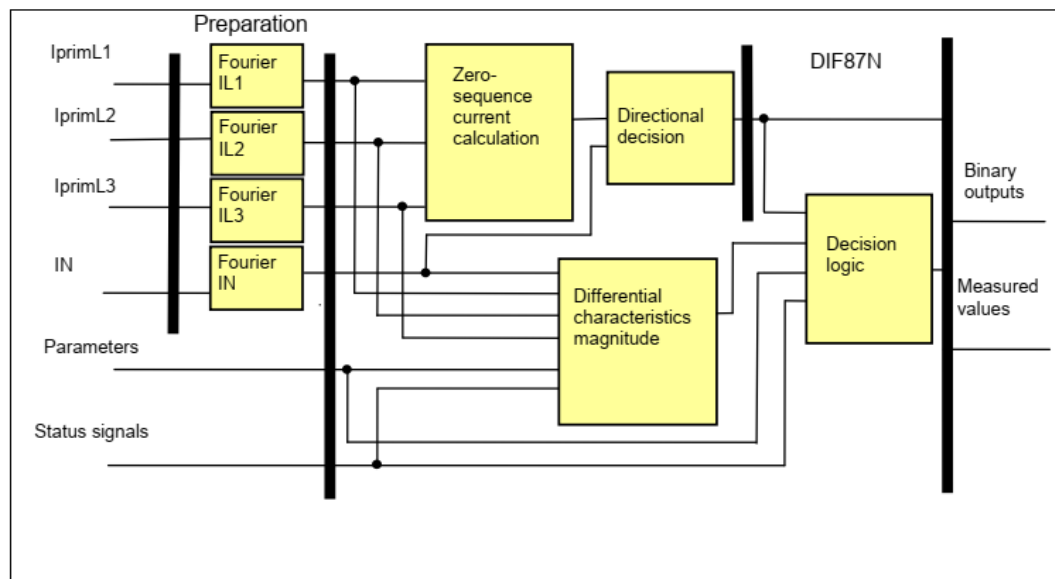 Preparation
IprimL1
IprimL2
IprimL3
IN
Parameters
Status signals
Fourier
IL1
Fourier
IL2
Fourier
IL3
Fourier
IN
Zero-
sequence
current
calculation
Directional
decision
Differential
characteristics
magnitude
DIF87N
Decision
logic
Binary
outputs
Measured
values